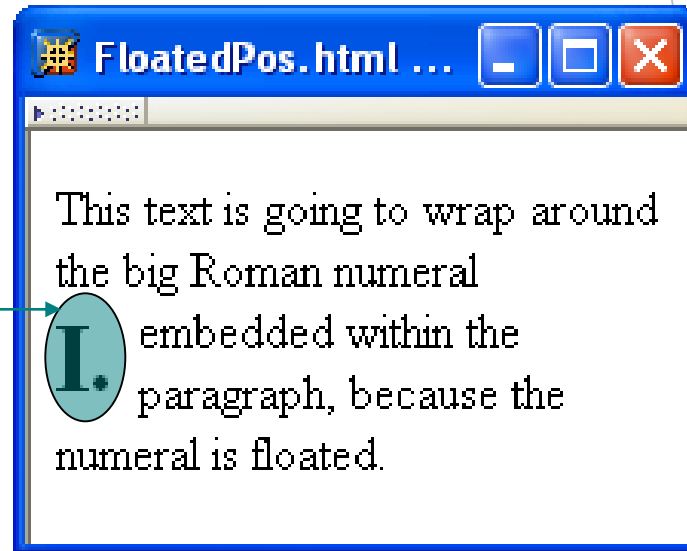 FloatedPos.html ...
This text is going to wrap around
the big Roman numeral
I. embedded within the
paragraph, because the
numeral is floated.